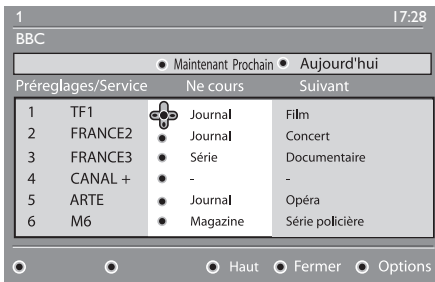 1 17:28
BBC
Maintenant Prochain Aujourd'hui
Préreglages/Service Ne cours Suivant
1 TF1 Journal Film
2 FRANCE2 Journal Concert
3 FRANCE3 Série Documentaire
4 CANAL + - -
5 ARTE Journal Opéra
6 M6 Magazine Série policière
Haut Fermer Options